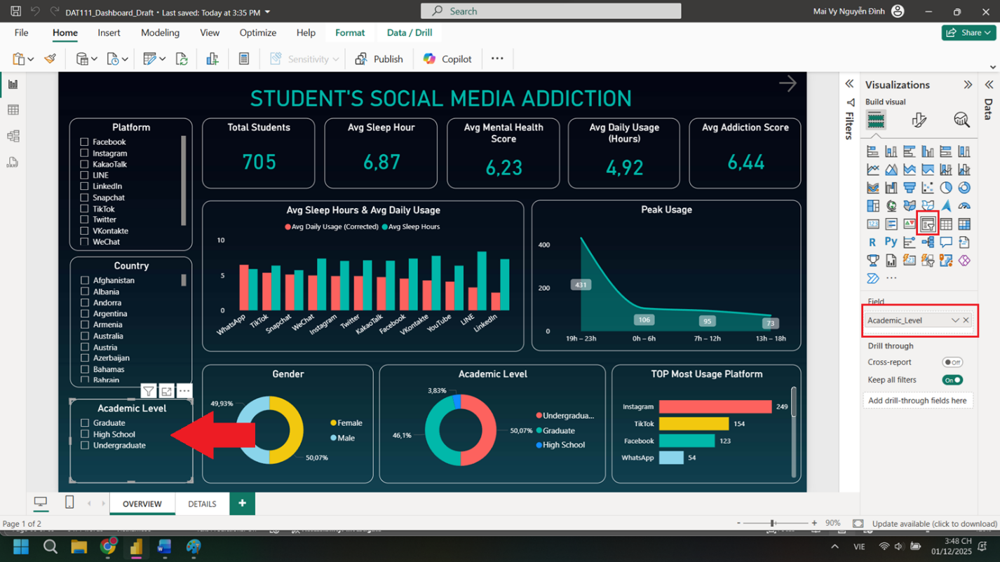 DAT111_Dashboard_Draft • Last saved: Today at 3:35 PM
Search
Mai Vy Nguyễn Đình
File Home Insert Modeling View Optimize Help Format Data / Drill
Share
Sensitivity
Publish
Copilot
STUDENT'S SOCIAL MEDIA ADDICTION
Platform
Facebook
Instagram
KakaoTalk
LINE
LinkedIn
Snapchat
TikTok
Twitter
VKontakte
WeChat
Country
Afghanistan
Albania
Andorra
Argentina
Armenia
Australia
Austria
Azerbaijan
Bahamas
Bahrain
Academic Level
Graduate
High School
Undergraduate
Total Students
705
Avg Sleep Hour
6,87
Avg Mental Health
Score
6,23
Avg Daily Usage
(Hours)
4,92
Avg Addiction Score
6,44
Avg Sleep Hours & Avg Daily Usage
Avg Daily Usage (Corrected) Avg Sleep Hours
10
5
0
WhatsApp TikTok Snapchat WeChat Instagram Twitter KakaoTalk Facebook VKontakte YouTube LINE LinkedIn
Peak Usage
400
200
0
431
106
95
73
19h – 23h 0h – 6h 7h – 12h 13h – 18h
Gender
49,93%
50,07%
Female
Male
Academic Level
3,83%
46,1%
50,07%
Undergradua...
Graduate
High School
TOP Most Usage Platform
Instagram 249
TikTok 154
Facebook 123
WhatsApp 54
Filters
Visualizations
Build visual
123
R Py
Field
Academic_Level
Drill through
Cross-report Off
Keep all filters On
Add drill-through fields here
Data
DAX
OVERVIEW DETAILS +
Page 1 of 2
- + 90%
Update available (click to download)
VIE
3:48 CH
01/12/2025